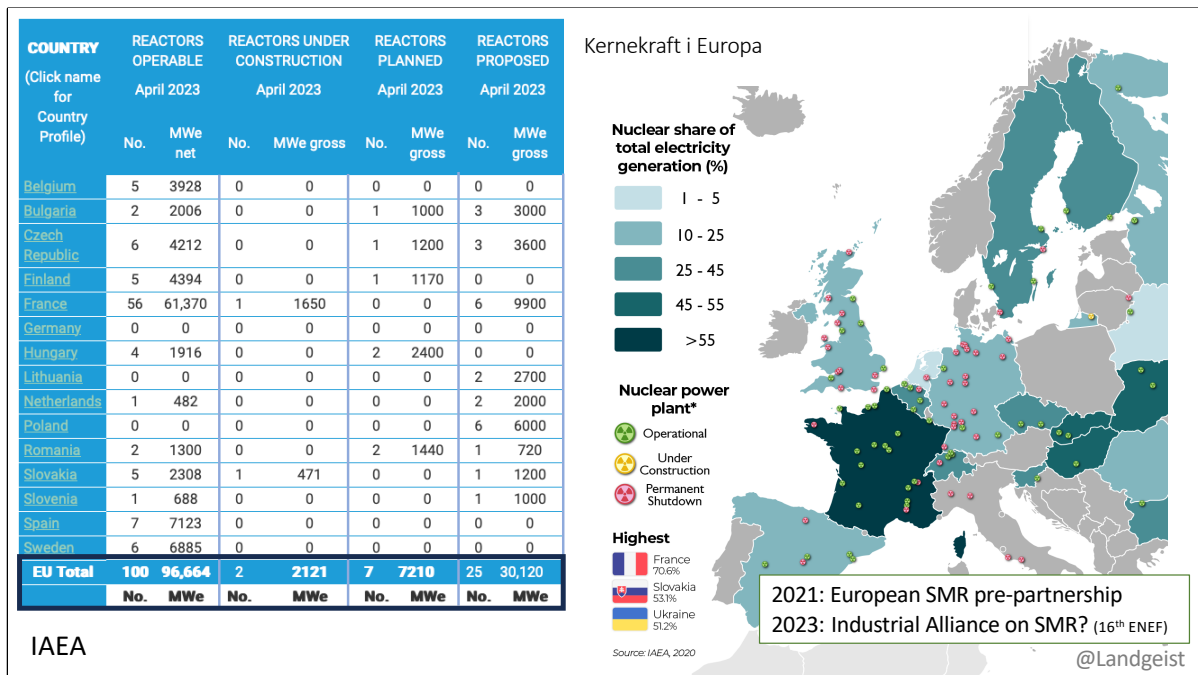 COUNTRY
(Click name
for
Country
Profile)
REACTORS
OPERABLE
April 2023
REACTORS UNDER
CONSTRUCTION
April 2023
REACTORS
PLANNED
April 2023
REACTORS
PROPOSED
April 2023
No. MWe net No. MWe gross No. MWe gross No. MWe gross
Belgium 5 3928 0 0 0 0 0 0
Bulgaria 2 2006 0 0 1 1000 3 3000
Czech Republic 6 4212 0 0 1 1200 3 3600
Finland 5 4394 0 0 1 1170 0 0
France 56 61,370 1 1650 0 0 6 9900
Germany 0 0 0 0 0 0 0 0
Hungary 4 1916 0 0 2 2400 0 0
Lithuania 0 0 0 0 0 0 2 2700
Netherlands 1 482 0 0 0 0 2 2000
Poland 0 0 0 0 0 0 6 6000
Romania 2 1300 0 0 2 1440 1 720
Slovakia 5 2308 1 471 0 0 1 1200
Slovenia 1 688 0 0 0 0 1 1000
Spain 7 7123 0 0 0 0 0 0
Sweden 6 6885 0 0 0 0 0 0
EU Total 100 96,664 2 2121 7 7210 25 30,120
No. MWe No. MWe No. MWe No. MWe
IAEA
Kernekraft i Europa
Nuclear share of
total electricity
generation (%)
1 - 5
10 - 25
25 - 45
45 - 55
>55
Nuclear power
plant*
Operational
Under
Construction
Permanent
Shutdown
Highest
France
70.6%
Slovakia
53.1%
Ukraine
51.2%
Source: IAEA, 2020
2021: European SMR pre-partnership
2023: Industrial Alliance on SMR? (16th ENEF)
@Landgeist